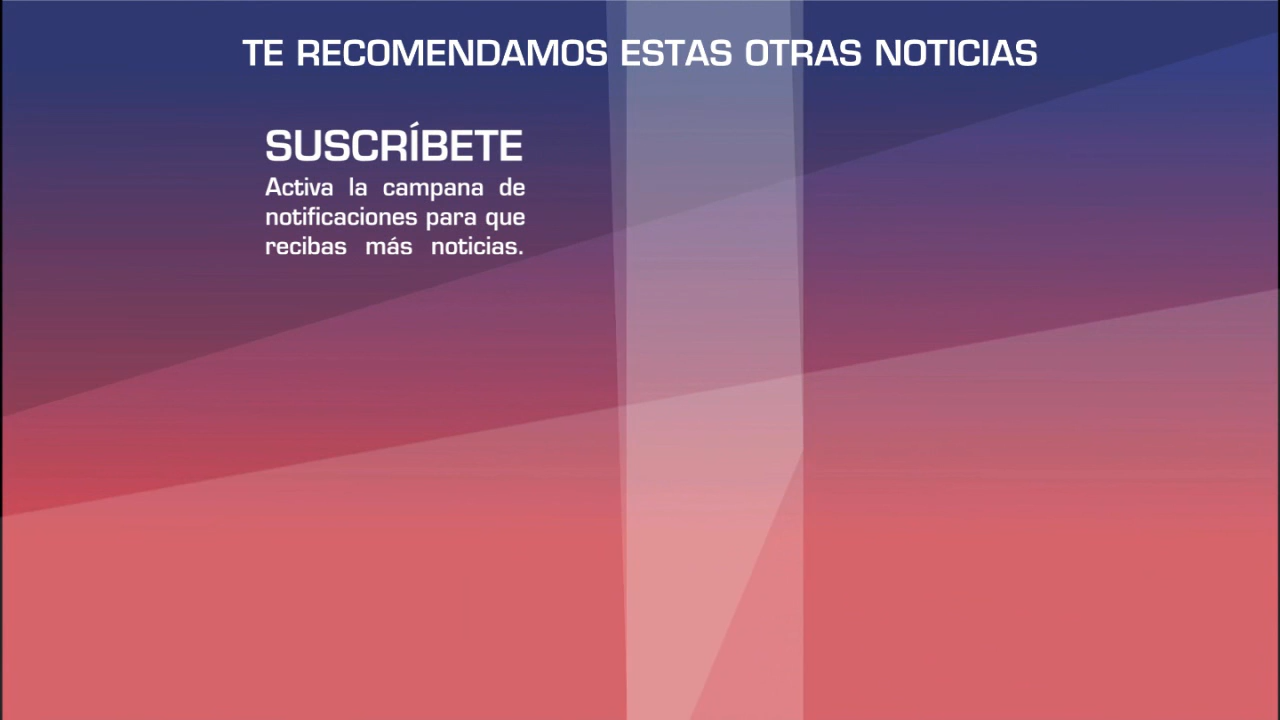 TE RECOMENDAMOS ESTAS OTRAS NOTICIAS
SUSCRÍBETE
Activa la campana de
notificaciones para que
recibas más noticias.